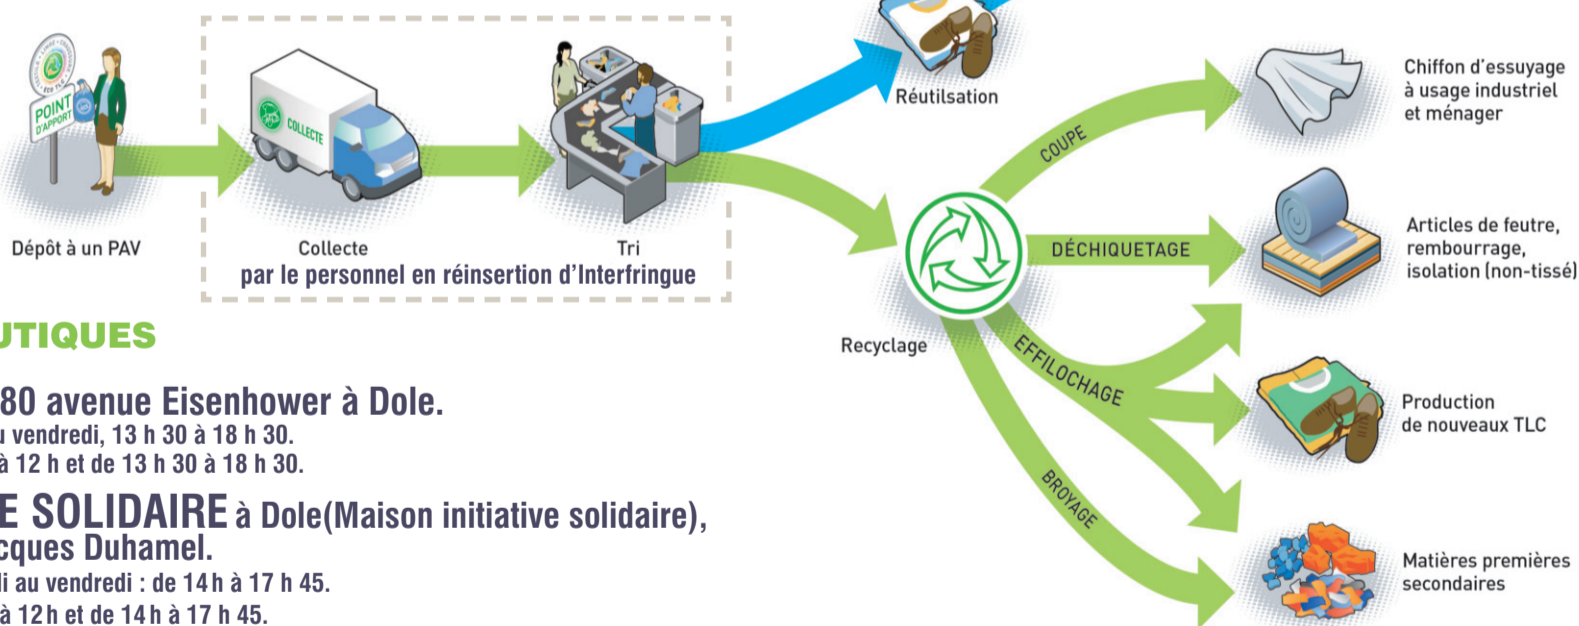 POINT
D'APPORT
COLLECTE
Dépôt à un PAV
Collecte
Tri
par le personnel en réinsertion d'Interfringue
Réutilsation
Recyclage
COUPE
DÉCHIQUETAGE
EFFILOCHAGE
BROYAGE
Chiffon d'essuyage
à usage industriel
et ménager
Articles de feutre,
rembourrage,
isolation (non-tissé)
Production
de nouveaux TLC
Matières premières
secondaires
UTIQUES
80 avenue Eisenhower à Dole.
u vendredi, 13 h 30 à 18 h 30.
à 12 h et de 13 h 30 à 18 h 30.
E SOLIDAIRE à Dole(Maison initiative solidaire),
cques Duhamel.
di au vendredi : de 14 h à 17 h 45.
à 12 h et de 14 h à 17 h 45.